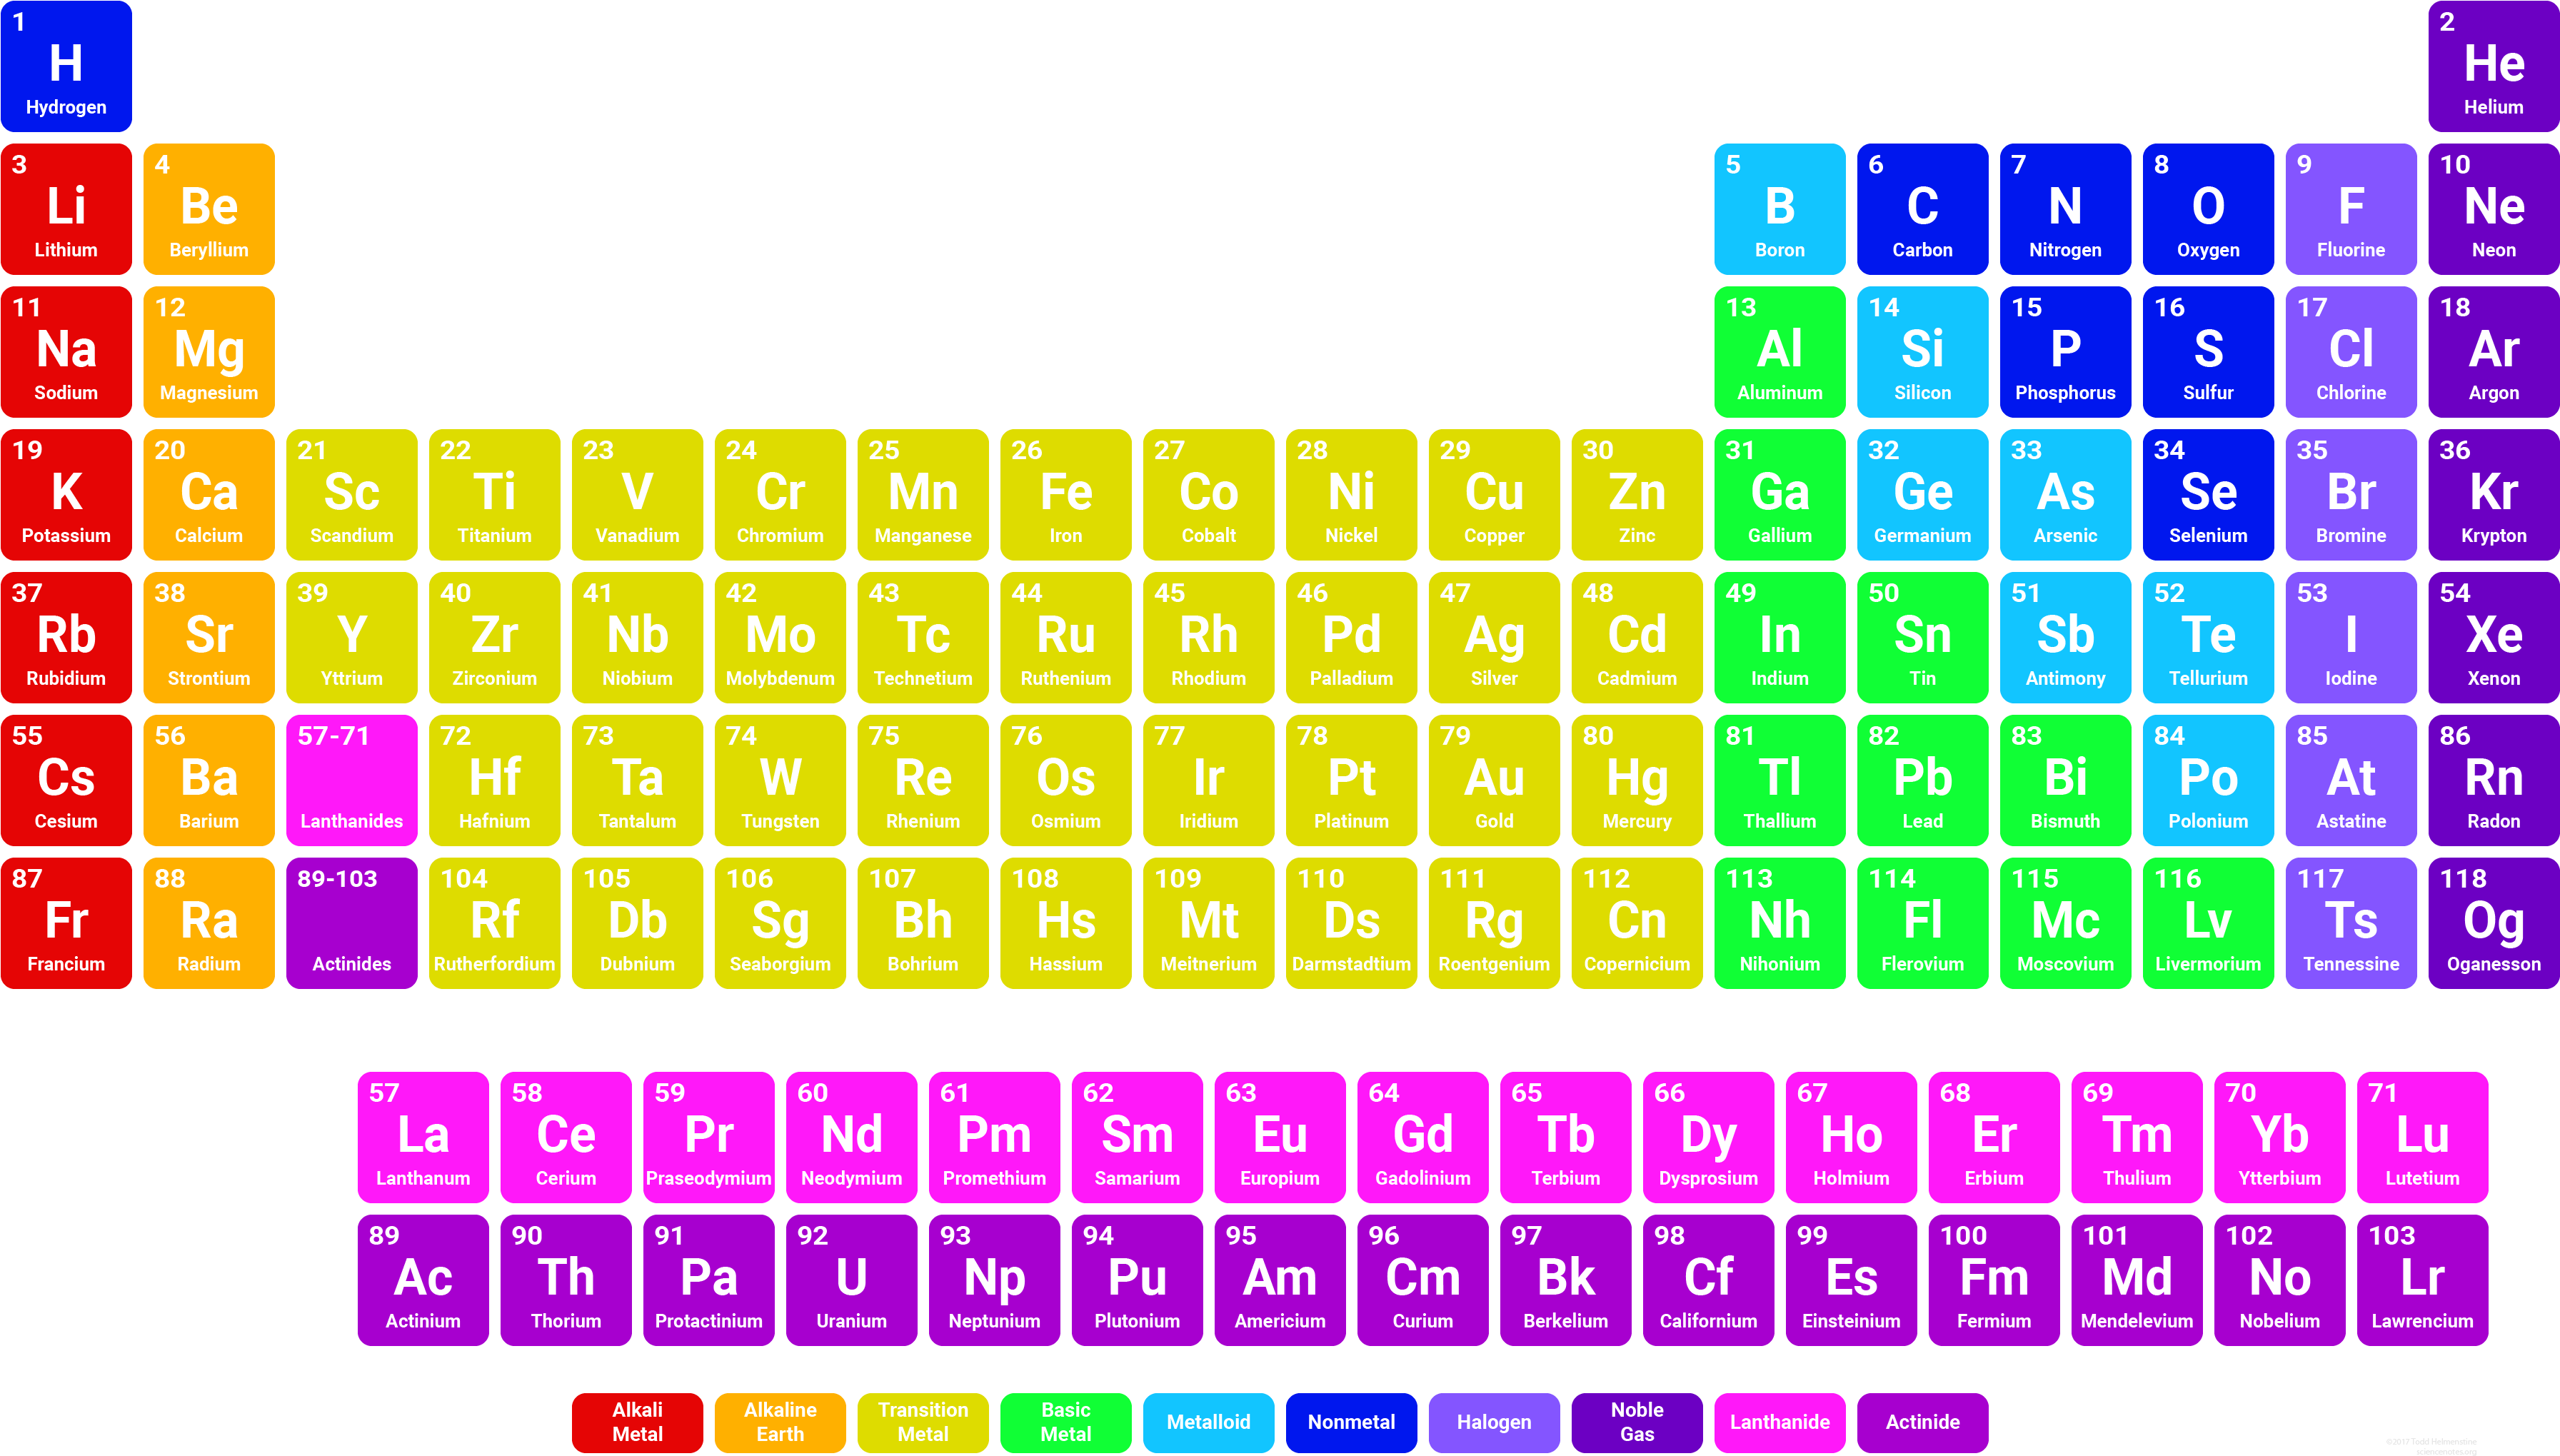 1 2
H He
Hydrogen Helium
3 4 5 6 7 8 9 10
Li Be B C N O F Ne
Lithium Beryllium Boron Carbon Nitrogen Oxygen Fluorine Neon
11 12 13 14 15 16 17 18
Na Mg Al Si P S Cl Ar
Sodium Magnesium Aluminum Silicon Phosphorus Sulfur Chlorine Argon
19 20 21 22 23 24 25 26 27 28 29 30 31 32 33 34 35 36
K Ca Sc Ti V Cr Mn Fe Co Ni Cu Zn Ga Ge As Se Br Kr
Potassium Calcium Scandium Titanium Vanadium Chromium Manganese Iron Cobalt Nickel Copper Zinc Gallium Germanium Arsenic Selenium Bromine Krypton
37 38 39 40 41 42 43 44 45 46 47 48 49 50 51 52 53 54
Rb Sr Y Zr Nb Mo Tc Ru Rh Pd Ag Cd In Sn Sb Te I Xe
Rubidium Strontium Yttrium Zirconium Niobium Molybdenum Technetium Ruthenium Rhodium Palladium Silver Cadmium Indium Tin Antimony Tellurium Iodine Xenon
55 56 57-71 72 73 74 75 76 77 78 79 80 81 82 83 84 85 86
Cs Ba Hf Ta W Re Os Ir Pt Au Hg Tl Pb Bi Po At Rn
Cesium Barium Lanthanides Hafnium Tantalum Tungsten Rhenium Osmium Iridium Platinum Gold Mercury Thallium Lead Bismuth Polonium Astatine Radon
87 88 89-103 104 105 106 107 108 109 110 111 112 113 114 115 116 117 118
Fr Ra Rf Db Sg Bh Hs Mt Ds Rg Cn Nh Fl Mc Lv Ts Og
Francium Radium Actinides Rutherfordium Dubnium Seaborgium Bohrium Hassium Meitnerium Darmstadtium Roentgenium Copernicium Nihonium Flerovium Moscovium Livermorium Tennessine Oganesson
57 58 59 60 61 62 63 64 65 66 67 68 69 70 71
La Ce Pr Nd Pm Sm Eu Gd Tb Dy Ho Er Tm Yb Lu
Lanthanum Cerium Praseodymium Neodymium Promethium Samarium Europium Gadolinium Terbium Dysprosium Holmium Erbium Thulium Ytterbium Lutetium
89 90 91 92 93 94 95 96 97 98 99 100 101 102 103
Ac Th Pa U Np Pu Am Cm Bk Cf Es Fm Md No Lr
Actinium Thorium Protactinium Uranium Neptunium Plutonium Americium Curium Berkelium Californium Einsteinium Fermium Mendelevium Nobelium Lawrencium
Alkali Metal Alkaline Earth Transition Metal Basic Metal Metalloid Nonmetal Halogen Noble Gas Lanthanide Actinide
©2017 Todd Helmenstine
sciencenotes.org